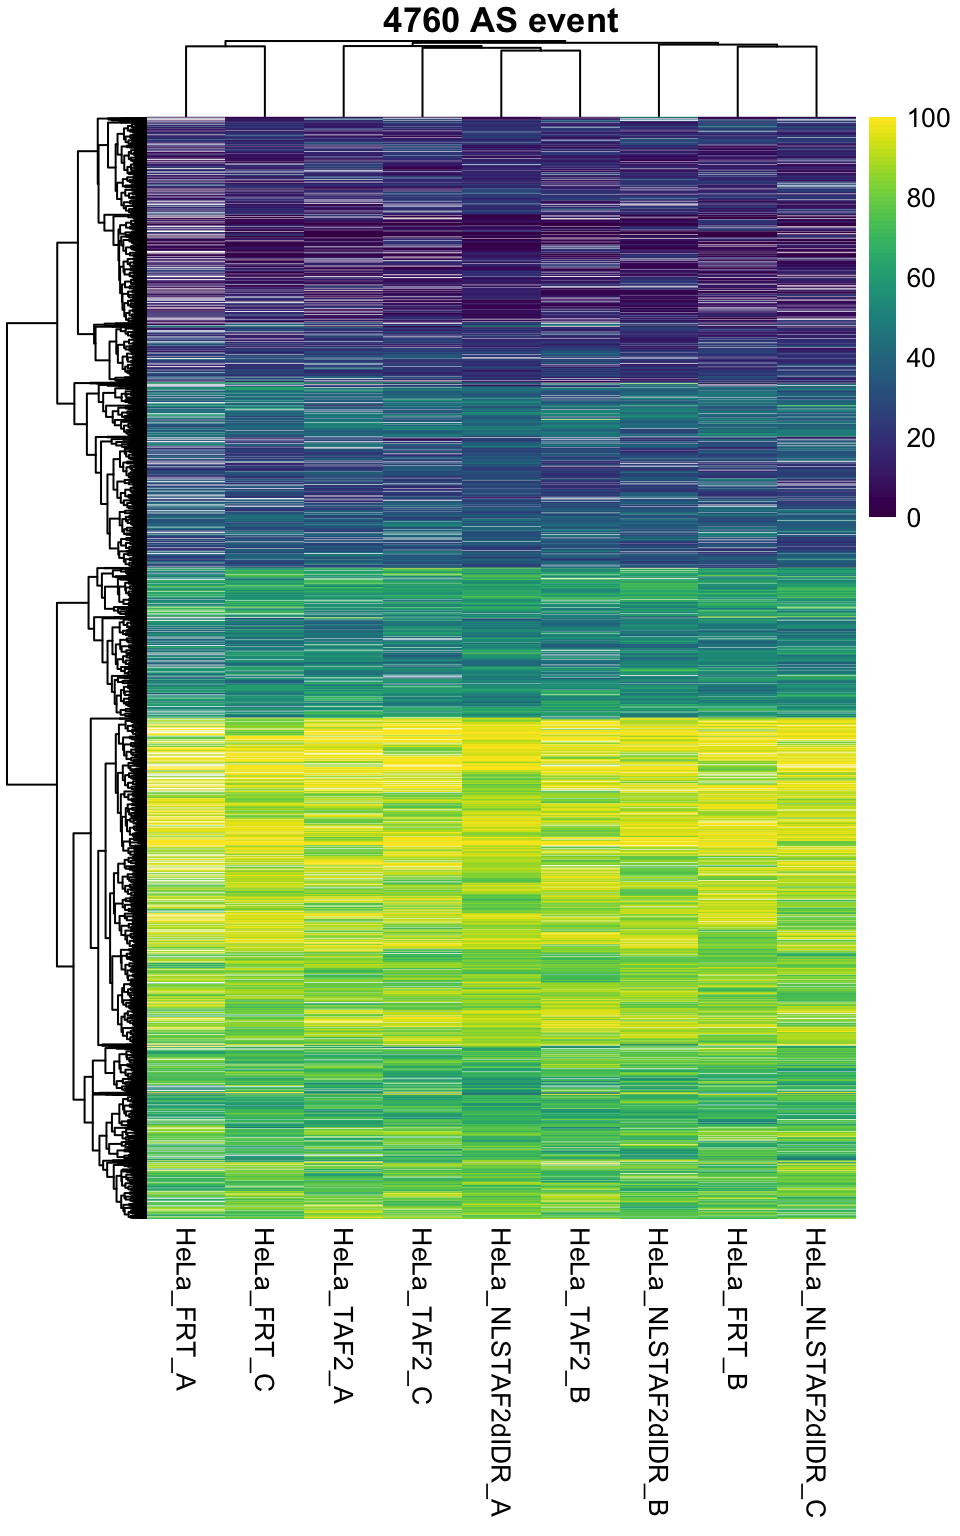 4760 AS event
100
80
60
40
20
0
HeLa_FRT_A
HeLa_FRT_C
HeLa_TAF2_A
HeLa_TAF2_C
HeLa_NLSTAF2dIDR_A
HeLa_TAF2_B
HeLa_NLSTAF2dIDR_B
HeLa_FRT_B
HeLa_NLSTAF2dIDR_C